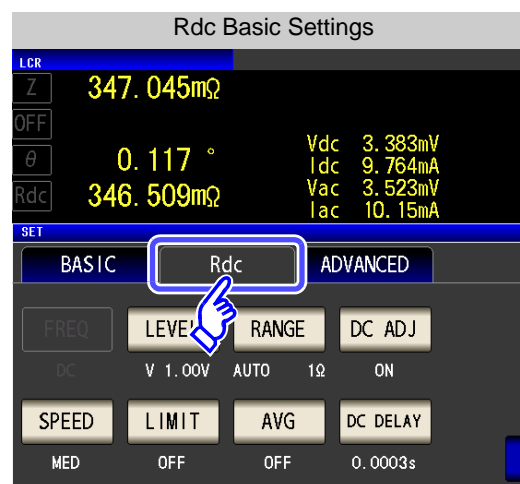 Rdc Basic Settings
LCR
Z 347.045mΩ
OFF
θ 0.117 °
Rdc 346.509mΩ
Vdc 3.383mV
Idc 9.764mA
Vac 3.523mV
Iac 10.15mA
SET
BASIC Rdc ADVANCED
FREQ LEVEL RANGE DC ADJ
DC V 1.00V AUTO 1Ω ON
SPEED LIMIT AVG DC DELAY
MED OFF OFF 0.0003s